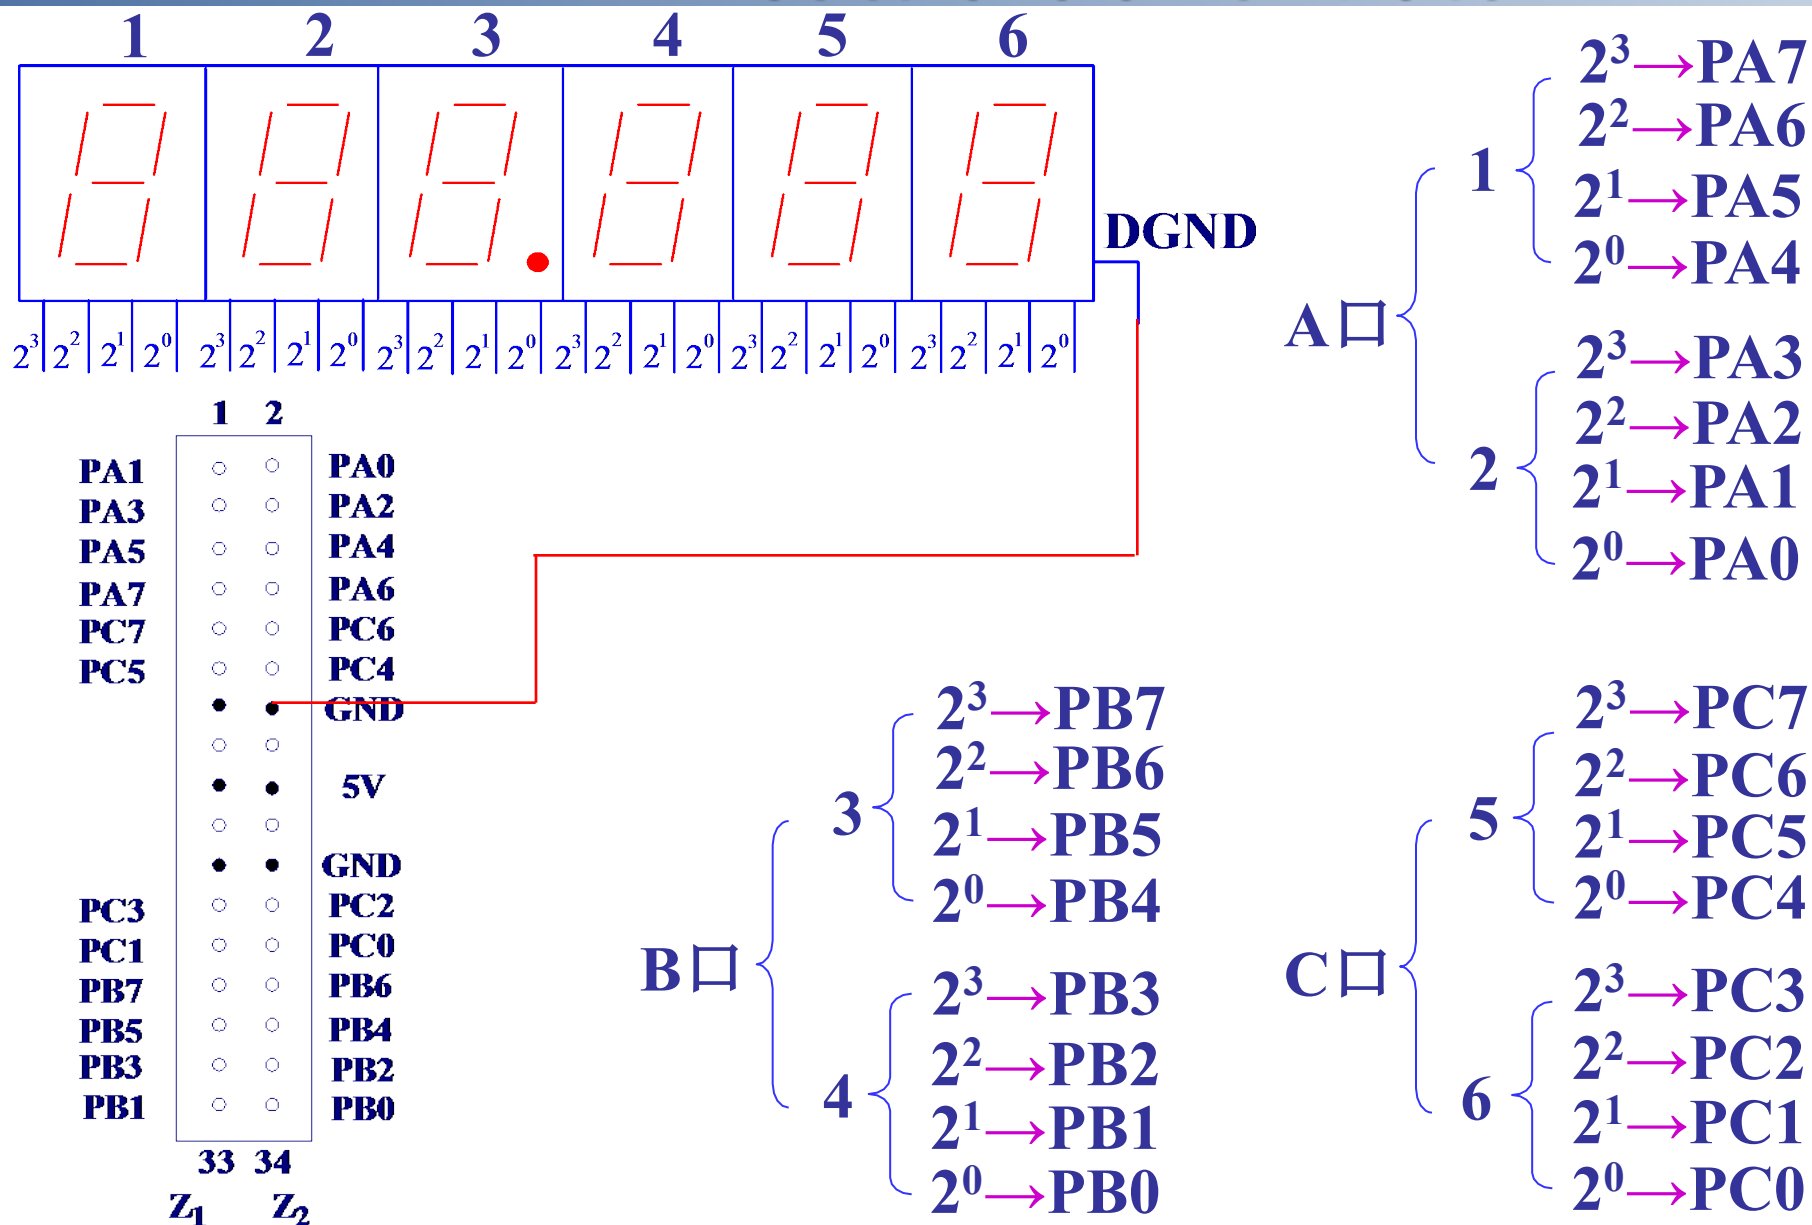 1 2 3 4 5 6
DGND
2³ 2² 2¹ 2⁰ 2³ 2² 2¹ 2⁰ 2³ 2² 2¹ 2⁰ 2³ 2² 2¹ 2⁰ 2³ 2² 2¹ 2⁰ 2³ 2² 2¹ 2⁰
1 2
PA1 PA0
PA3 PA2
PA5 PA4
PA7 PA6
PC7 PC6
PC5 PC4
GND
5V
GND
PC3 PC2
PC1 PC0
PB7 PB6
PB5 PB4
PB3 PB2
PB1 PB0
33 34
Z₁ Z₂
A口
1
2³→PA7
2²→PA6
2¹→PA5
2⁰→PA4
2
2³→PA3
2²→PA2
2¹→PA1
2⁰→PA0
B口
3
2³→PB7
2²→PB6
2¹→PB5
2⁰→PB4
4
2³→PB3
2²→PB2
2¹→PB1
2⁰→PB0
C口
5
2³→PC7
2²→PC6
2¹→PC5
2⁰→PC4
6
2³→PC3
2²→PC2
2¹→PC1
2⁰→PC0